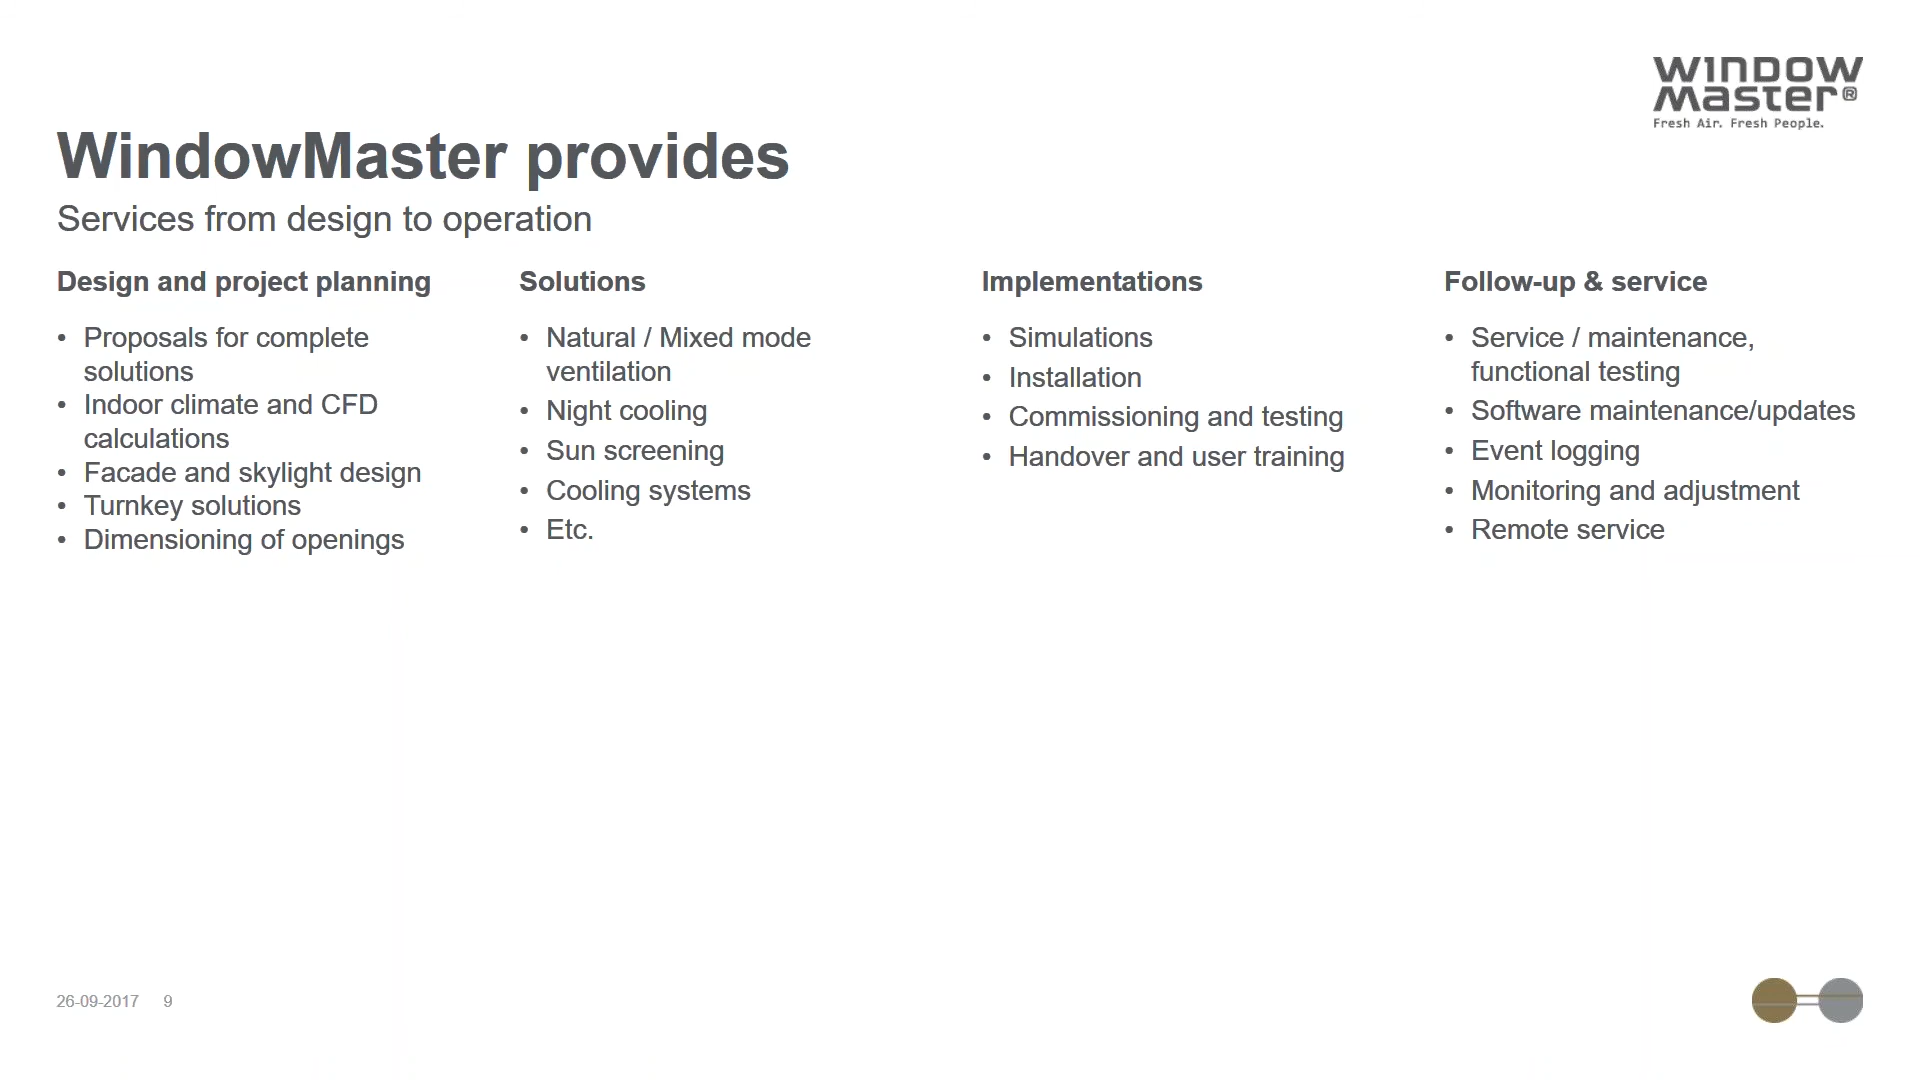 WINDOW
Master®
Fresh Air. Fresh People.
WindowMaster provides
Services from design to operation
Design and project planning
• Proposals for complete
solutions
• Indoor climate and CFD
calculations
• Facade and skylight design
• Turnkey solutions
• Dimensioning of openings
Solutions
• Natural / Mixed mode
ventilation
• Night cooling
• Sun screening
• Cooling systems
• Etc.
Implementations
• Simulations
• Installation
• Commissioning and testing
• Handover and user training
Follow-up & service
• Service / maintenance,
functional testing
• Software maintenance/updates
• Event logging
• Monitoring and adjustment
• Remote service
26-09-2017 9